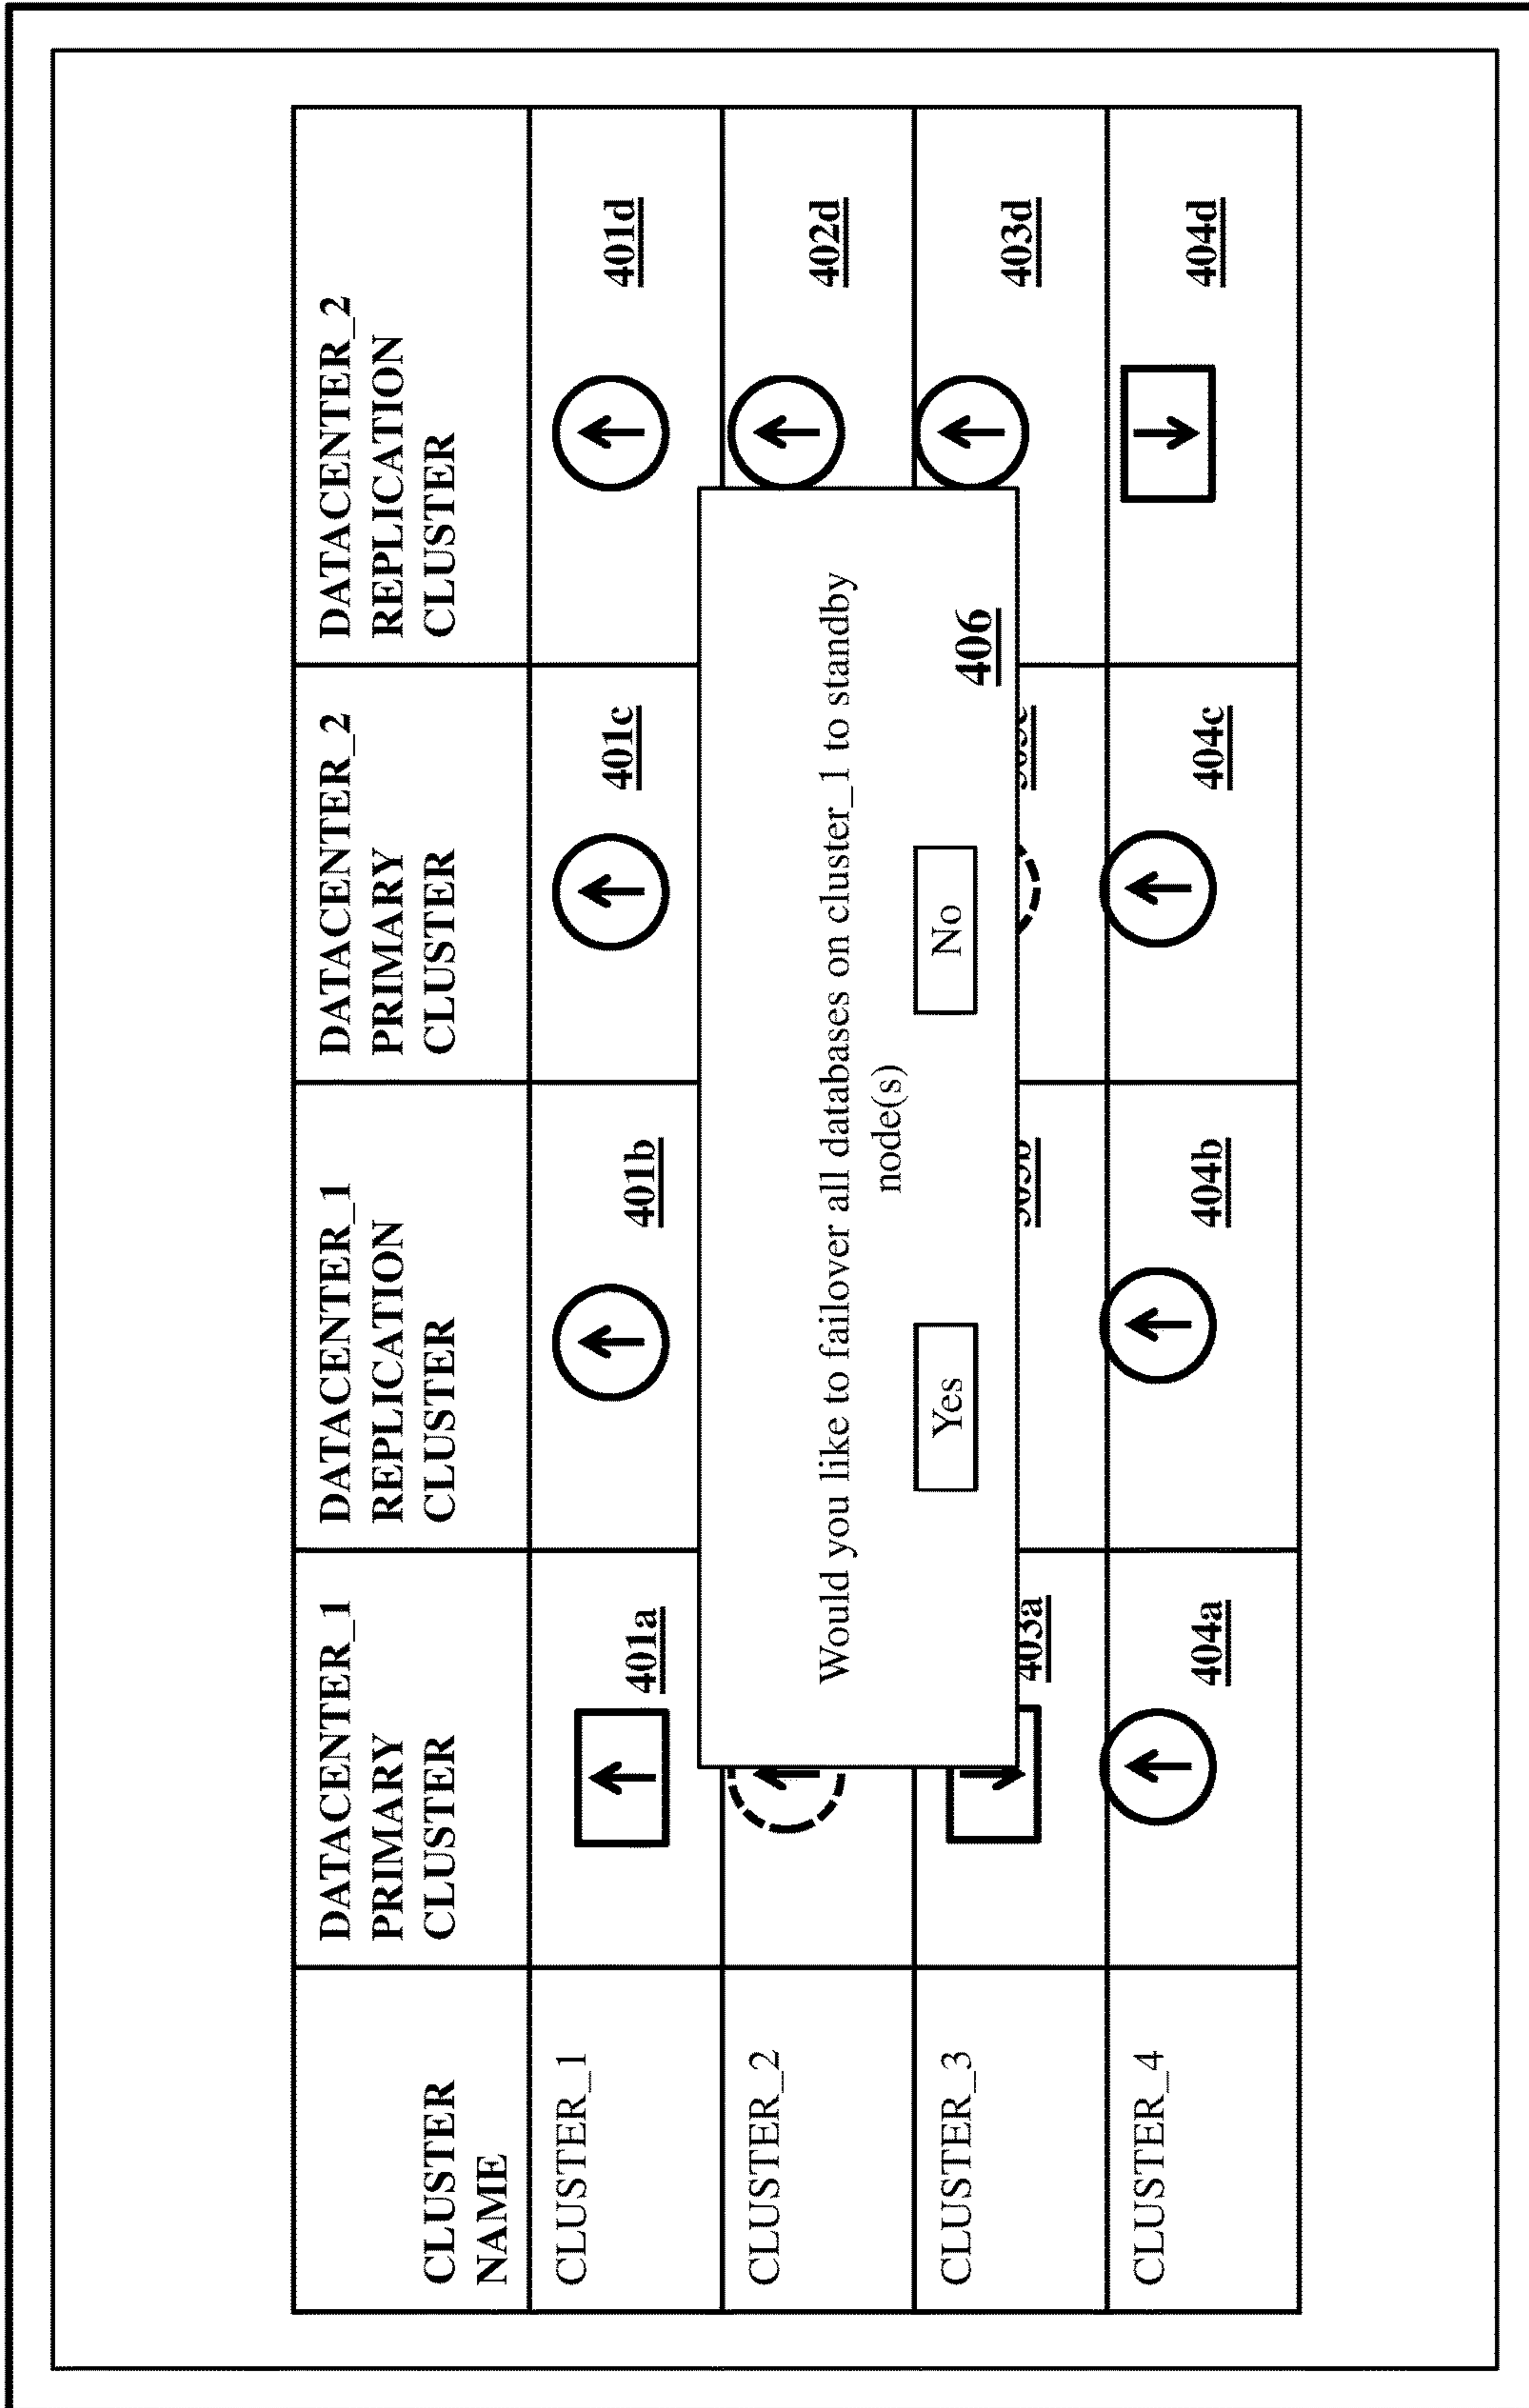 CLUSTER
NAME
DATACENTER_1
PRIMARY
CLUSTER
DATACENTER_1
REPLICATION
CLUSTER
DATACENTER_2
PRIMARY
CLUSTER
DATACENTER_2
REPLICATION
CLUSTER
CLUSTER_1
401a
401b
401c
401d
CLUSTER_2
402d
Would you like to failover all databases on cluster_1 to standby
node(s)
Yes
No
406
CLUSTER_3
403a
403d
CLUSTER_4
404a
404b
404c
404d